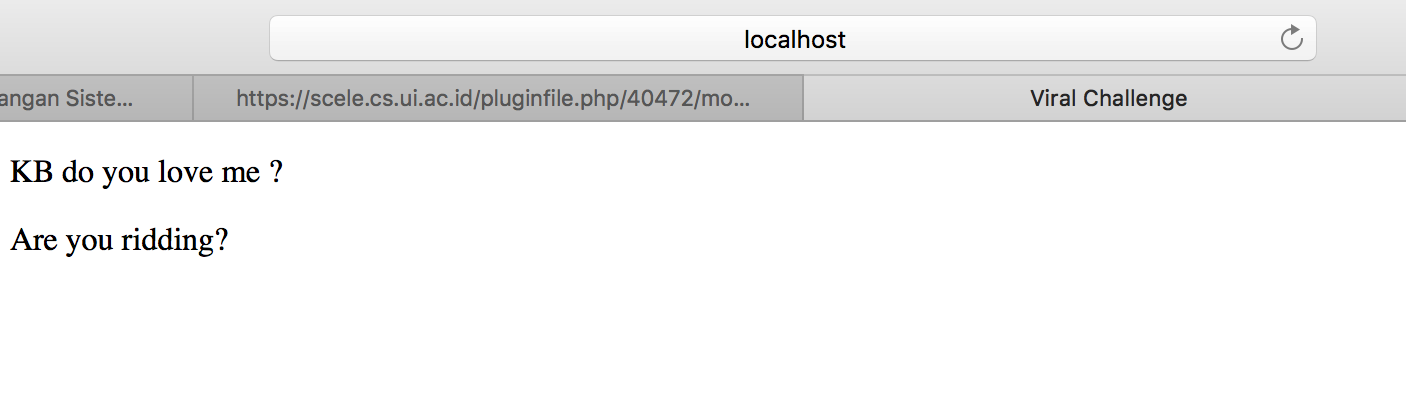 localhost
angan Siste...
https://scele.cs.ui.ac.id/pluginfile.php/40472/mo...
Viral Challenge
KB do you love me ?
Are you ridding?